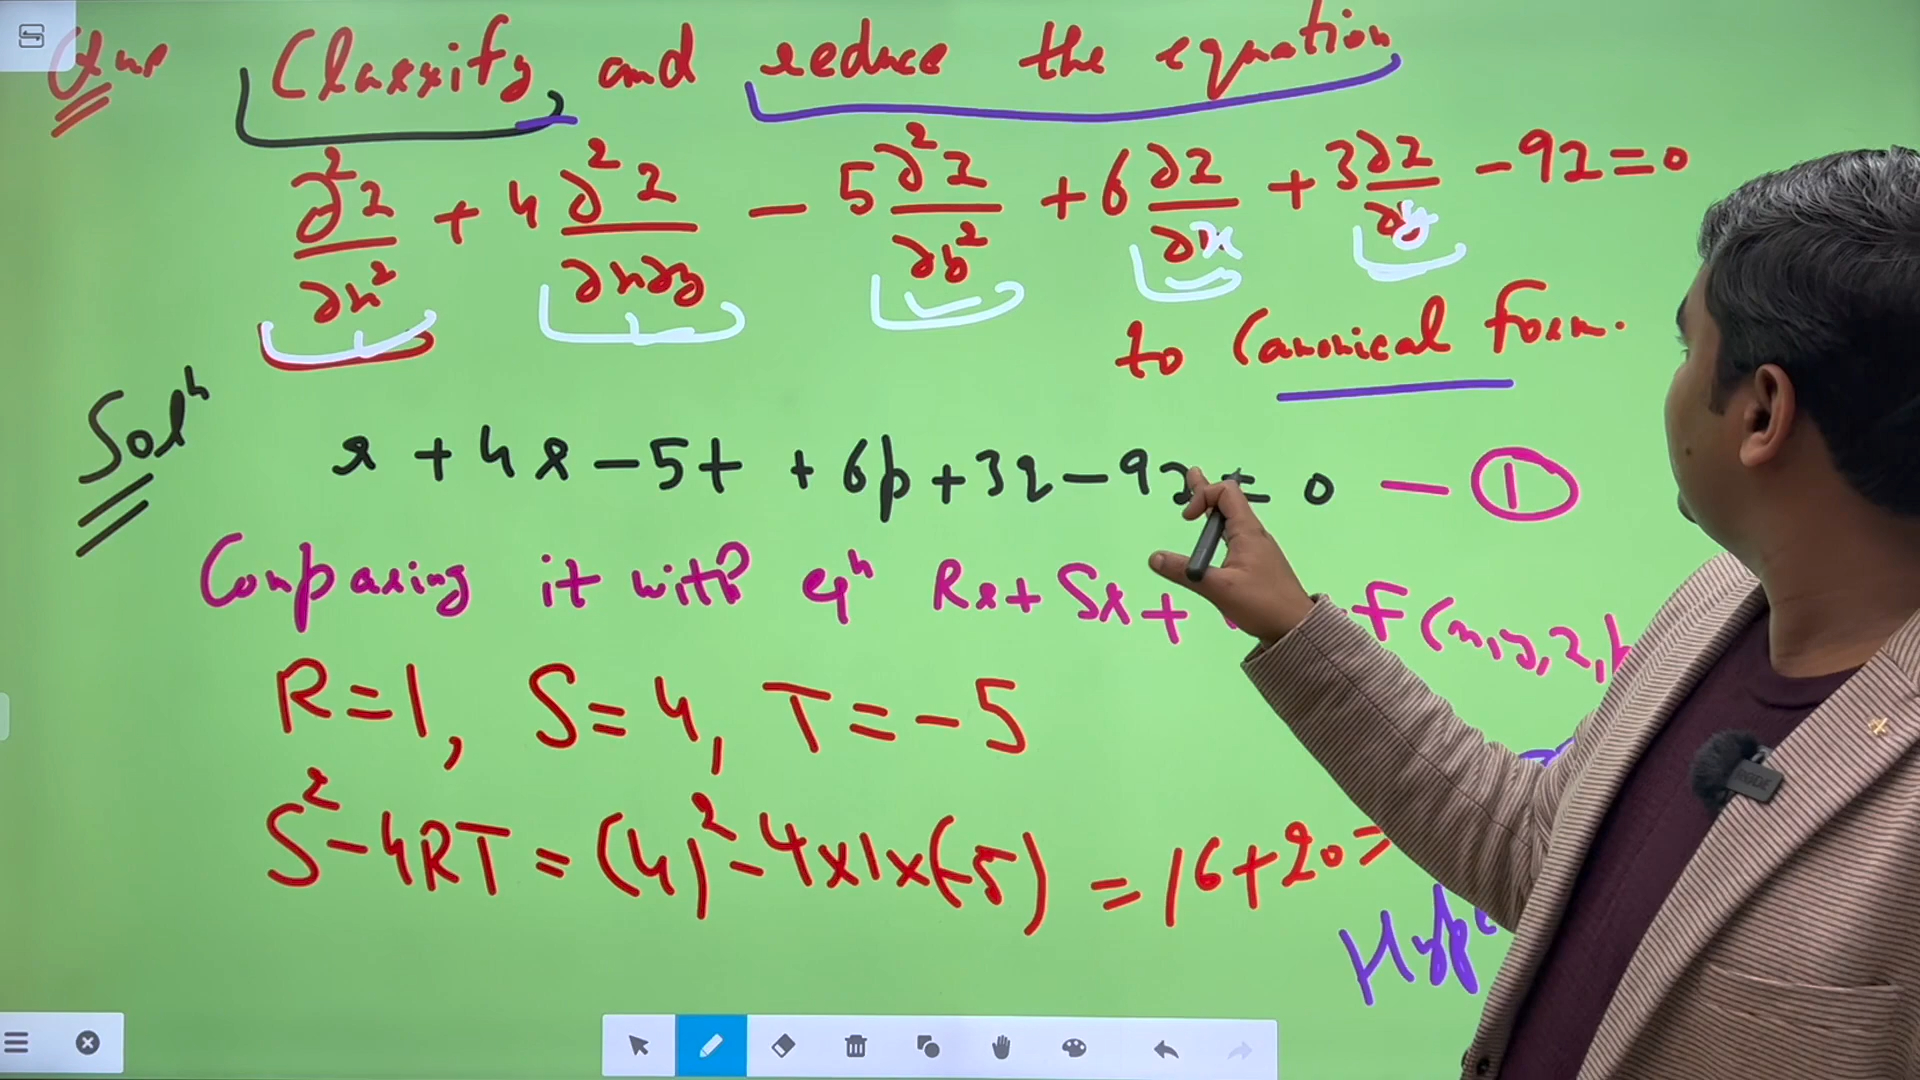 Que Classify and reduce the equation
∂²z/∂x² + 4 ∂²z/∂x∂y - 5 ∂²z/∂y² + 6 ∂z/∂x + 3 ∂z/∂y - 9z = 0
to Canonical form.
Solⁿ
r + 4s - 5t + 6p + 3q - 9z = 0 — ①
Comparing it with eqⁿ Rr + Ss + F(x, y, z, p
R = 1, S = 4, T = -5
S² - 4RT = (4)² - 4×1×(-5) = 16 + 20 =